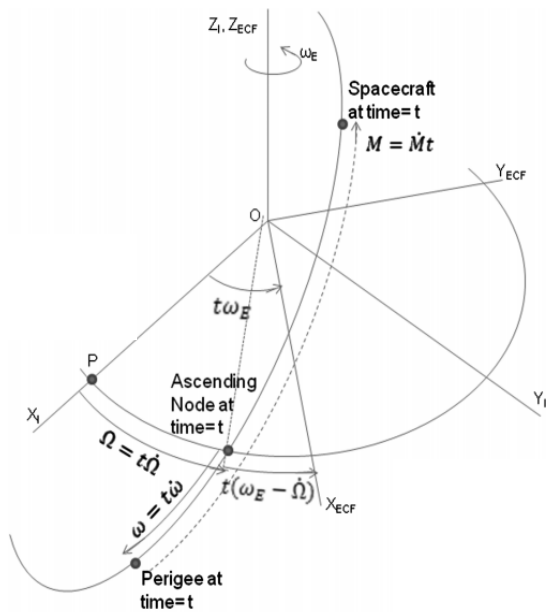 Z_I, Z_ECF
ω_E
Spacecraft
at time= t
M = Ṁt
Y_ECF
O
tω_E
P
Ascending
Node at
time= t
X_I
Y_I
Ω = tΩ̇
t(ω_E − Ω̇)
X_ECF
ω = tω̇
Perigee at
time= t